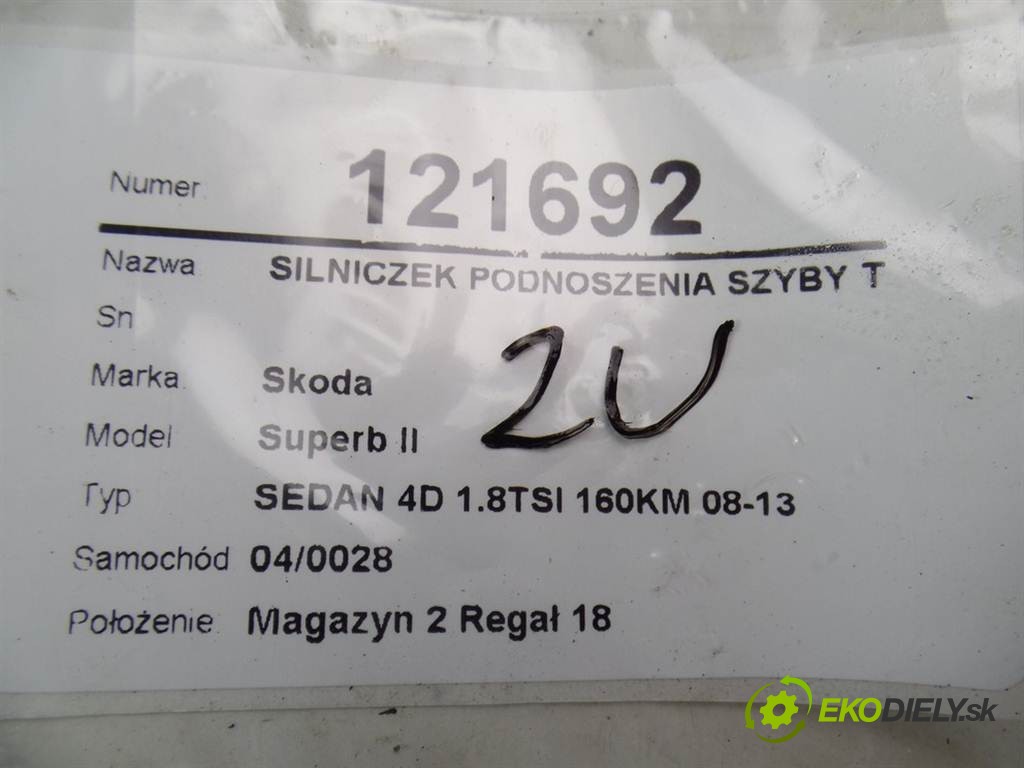 Numer 121692
Nazwa SILNICZEK PODNOSZENIA SZYBY T
Sn
Marka Skoda
2U
Model Superb II
Typ SEDAN 4D 1.8TSI 160KM 08-13
Samochód 04/0028
Położenie Magazyn 2 Regał 18
EKODIELY.sk